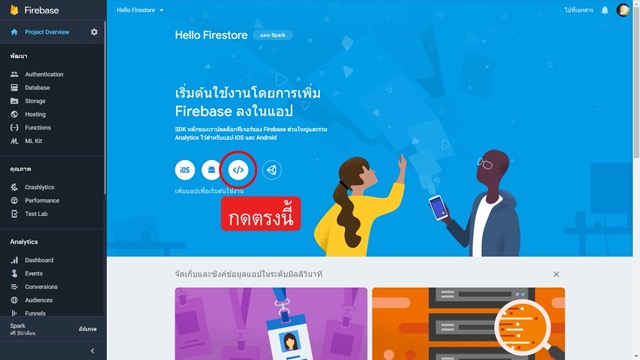 Firebase
Project Overview
พัฒนา
Authentication
Database
Storage
Hosting
Functions
ML Kit
คุณภาพ
Crashlytics
Performance
Test Lab
Analytics
Dashboard
Events
Conversions
Audiences
Funnels
Spark
ฟรี $0/เดือน
อัปเกรด
Hello Firestore
ไปที่เอกสาร
Hello Firestore
แผน Spark
เริ่มต้นใช้งานโดยการเพิ่ม
Firebase ลงในแอป
SDK หลักของเราปลดล็อกฟีเจอร์ของ Firebase ส่วนใหญ่และรวม
Analytics ไว้สำหรับแอป iOS และ Android
iOS
</>
เพิ่มแอปเพื่อเริ่มต้นใช้งาน
กดตรงนี้
จัดเก็บและซิงค์ข้อมูลแอปในระดับมิลลิวินาที